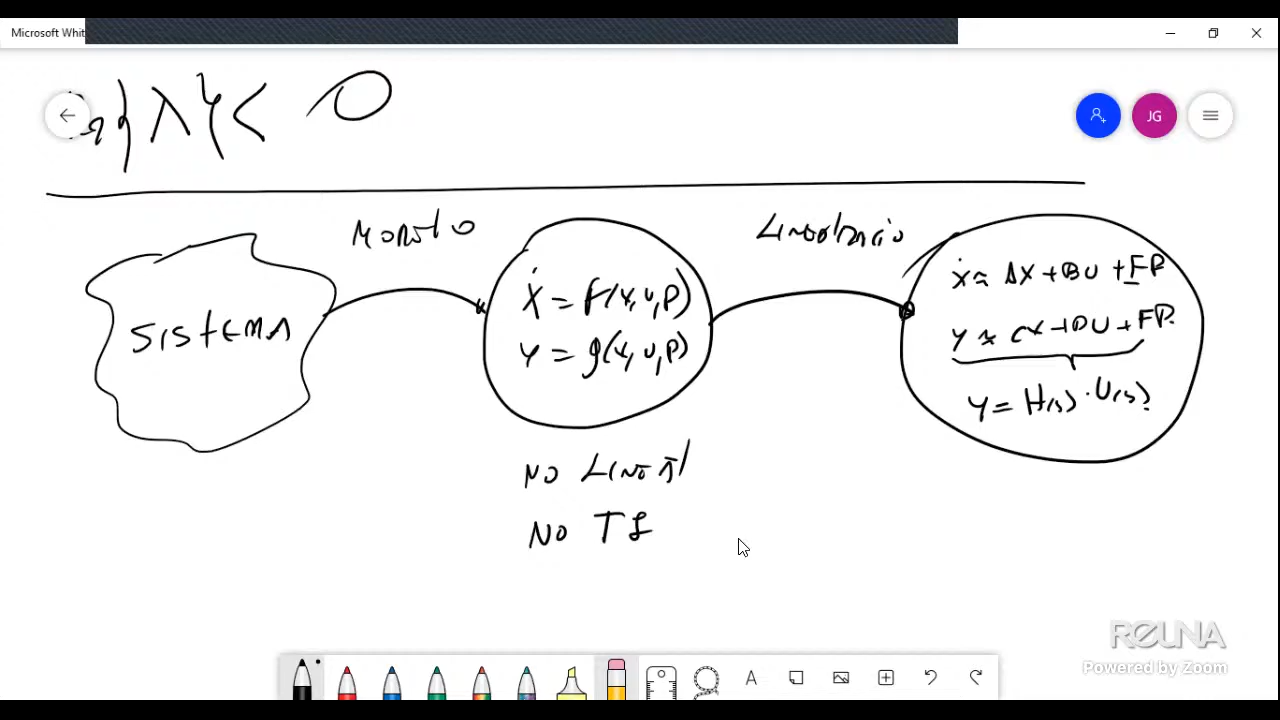 Microsoft Whit
{λ}< 0
JG
Modelo
Linealizacio
SISTEMA
ẋ = f(x, u, p)
y = g(x, u, p)
ẋ ≈ AX + BU + FP
y ≈ CX + DU + FP
y = H(s) · U(s)
NO Lineal
NO TI
REUNA
Powered by Zoom